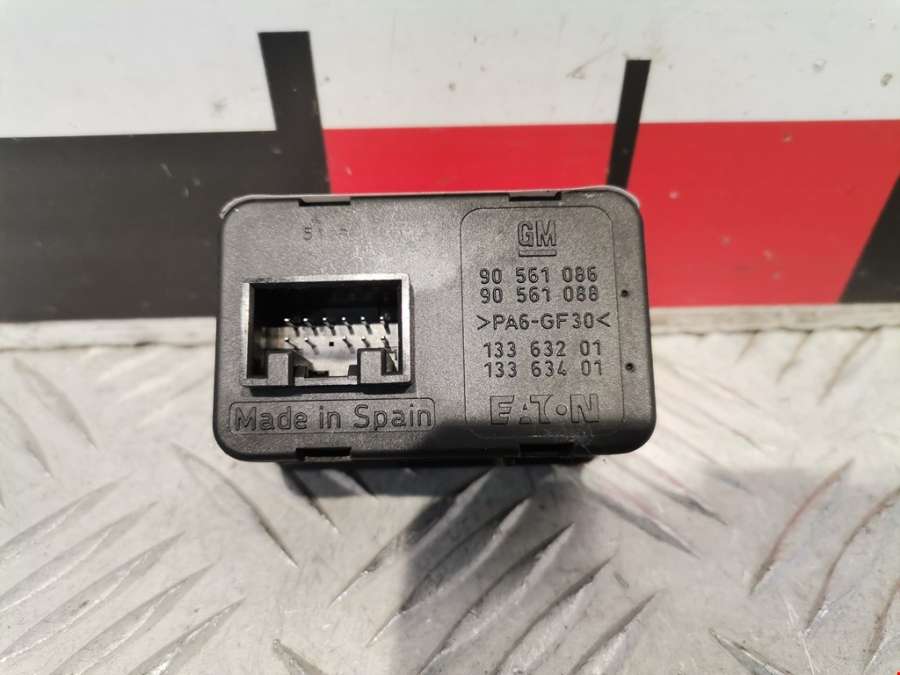 GM
90 561 086
90 561 088
>PA6-GF30<
133 632 01
133 634 01
EATON
Made in Spain